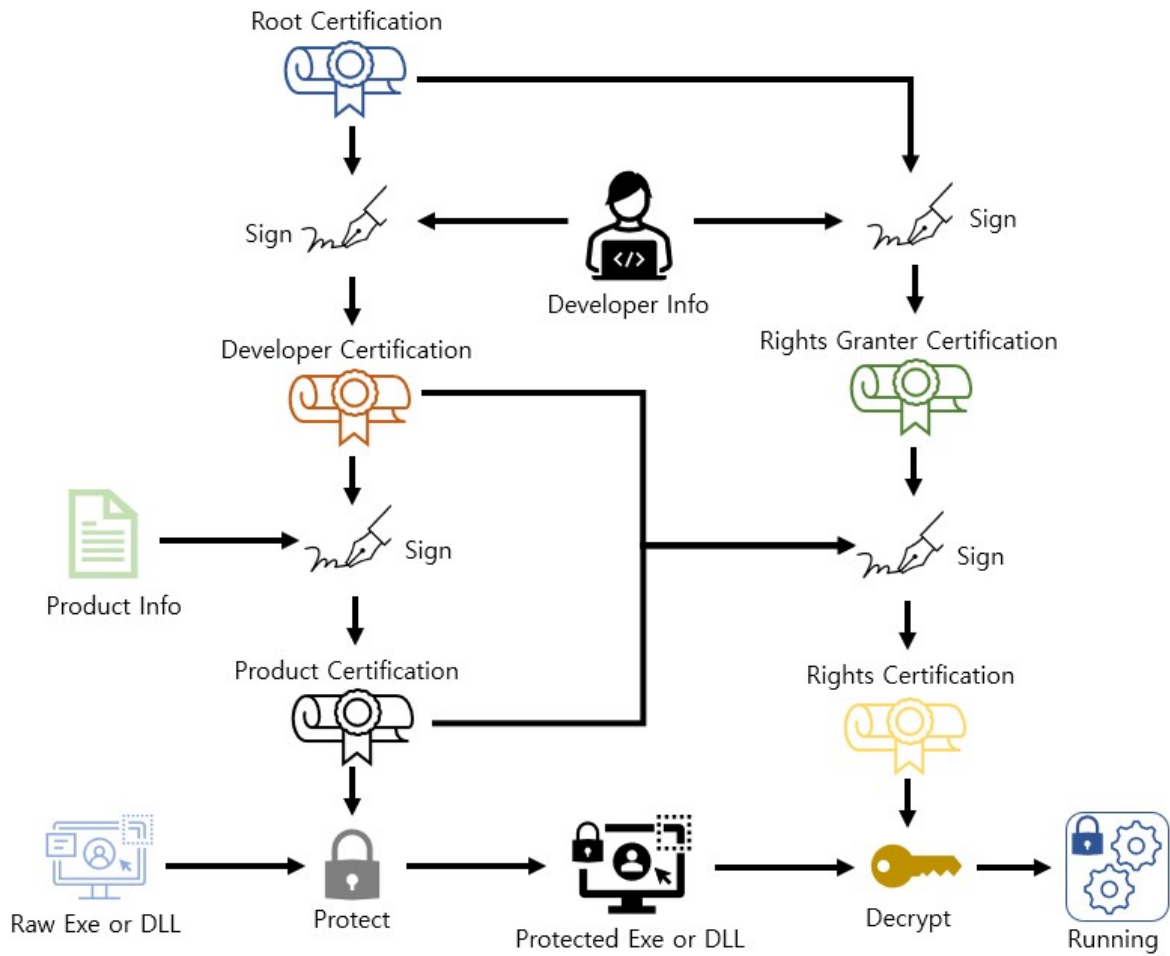 Root Certification
Sign
Sign
</>
Developer Info
Developer Certification
Rights Granter Certification
Sign
Sign
Product Info
Product Certification
Rights Certification
Raw Exe or DLL
Protect
Protected Exe or DLL
Decrypt
Running